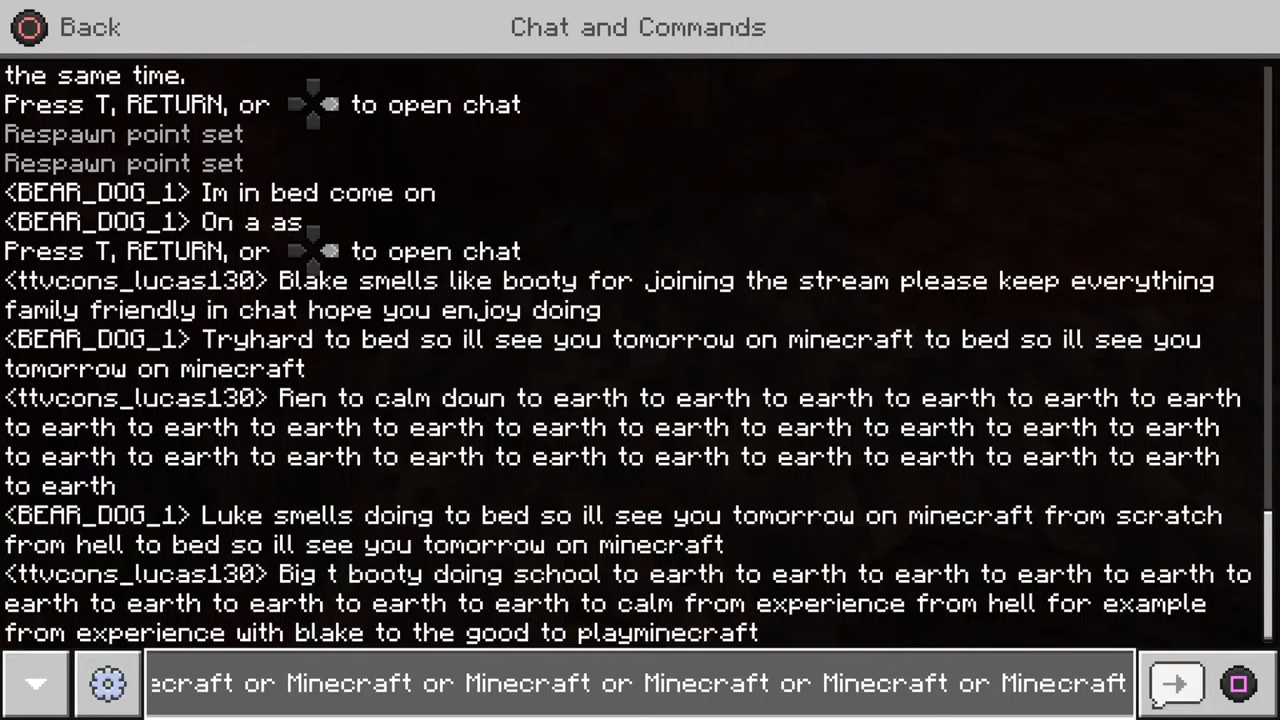 Back
Chat and Commands
the same time.
Press T, RETURN, or to open chat
Respawn point set
Respawn point set
<BEAR_DOG_1> Im in bed come on
<BEAR_DOG_1> On a as
Press T, RETURN, or to open chat
<ttvcons_lucas130> Blake smells like booty for joining the stream please keep everything
family friendly in chat hope you enjoy doing
<BEAR_DOG_1> Tryhard to bed so ill see you tomorrow on minecraft to bed so ill see you
tomorrow on minecraft
<ttvcons_lucas130> Ren to calm down to earth to earth to earth to earth to earth to earth
to earth to earth to earth to earth to earth to earth to earth to earth to earth to earth
to earth to earth to earth to earth to earth to earth to earth to earth to earth to earth
to earth
<BEAR_DOG_1> Luke smells doing to bed so ill see you tomorrow on minecraft from scratch
from hell to bed so ill see you tomorrow on minecraft
<ttvcons_lucas130> Big t booty doing school to earth to earth to earth to earth to earth to
earth to earth to earth to earth to earth to calm from experience from hell for example
from experience with blake to the good to playminecraft
ecraft or Minecraft or Minecraft or Minecraft or Minecraft or Minecraft